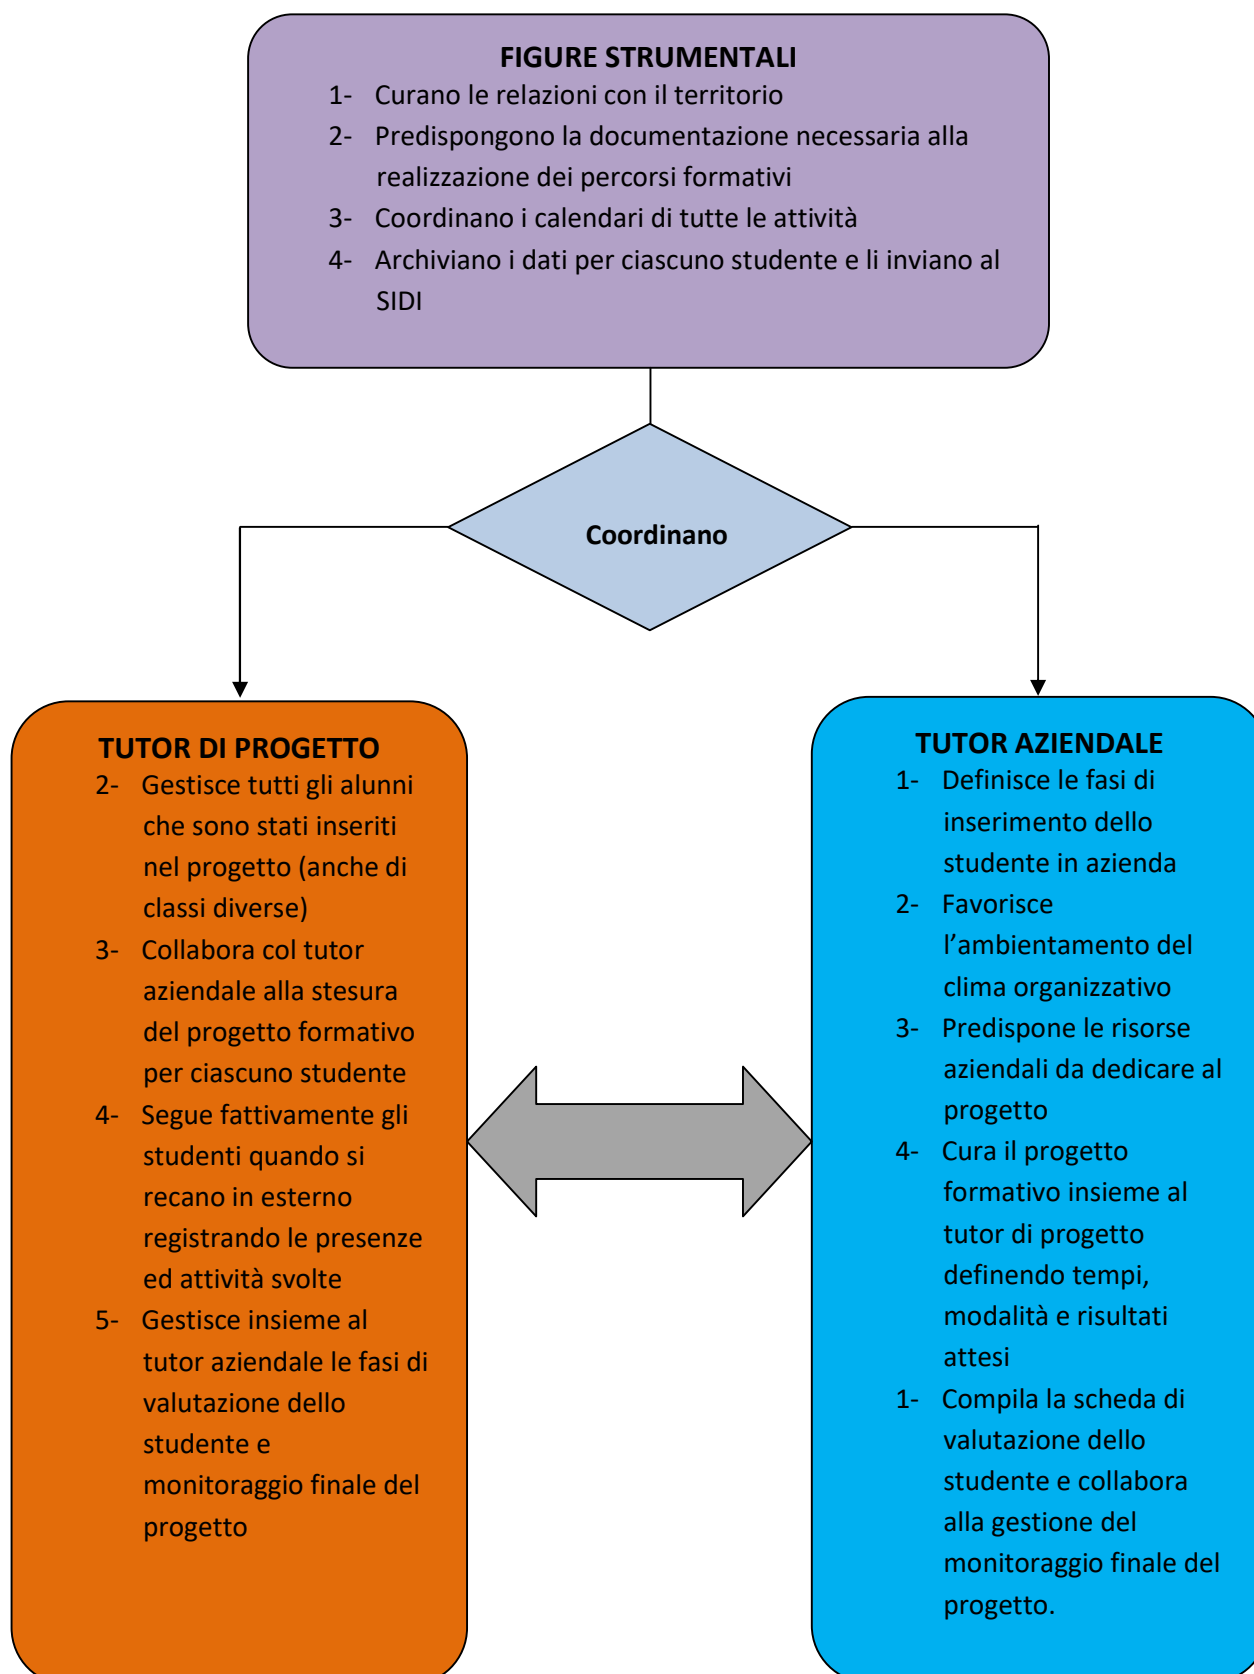 FIGURE STRUMENTALI
1- Curano le relazioni con il territorio
2- Predispongono la documentazione necessaria alla
realizzazione dei percorsi formativi
3- Coordinano i calendari di tutte le attività
4- Archiviano i dati per ciascuno studente e li inviano al
SIDI
Coordinano
TUTOR DI PROGETTO
2- Gestisce tutti gli alunni
che sono stati inseriti
nel progetto (anche di
classi diverse)
3- Collabora col tutor
aziendale alla stesura
del progetto formativo
per ciascuno studente
4- Segue fattivamente gli
studenti quando si
recano in esterno
registrando le presenze
ed attività svolte
5- Gestisce insieme al
tutor aziendale le fasi di
valutazione dello
studente e
monitoraggio finale del
progetto
TUTOR AZIENDALE
1- Definisce le fasi di
inserimento dello
studente in azienda
2- Favorisce
l’ambientamento del
clima organizzativo
3- Predispone le risorse
aziendali da dedicare al
progetto
4- Cura il progetto
formativo insieme al
tutor di progetto
definendo tempi,
modalità e risultati
attesi
1- Compila la scheda di
valutazione dello
studente e collabora
alla gestione del
monitoraggio finale del
progetto.